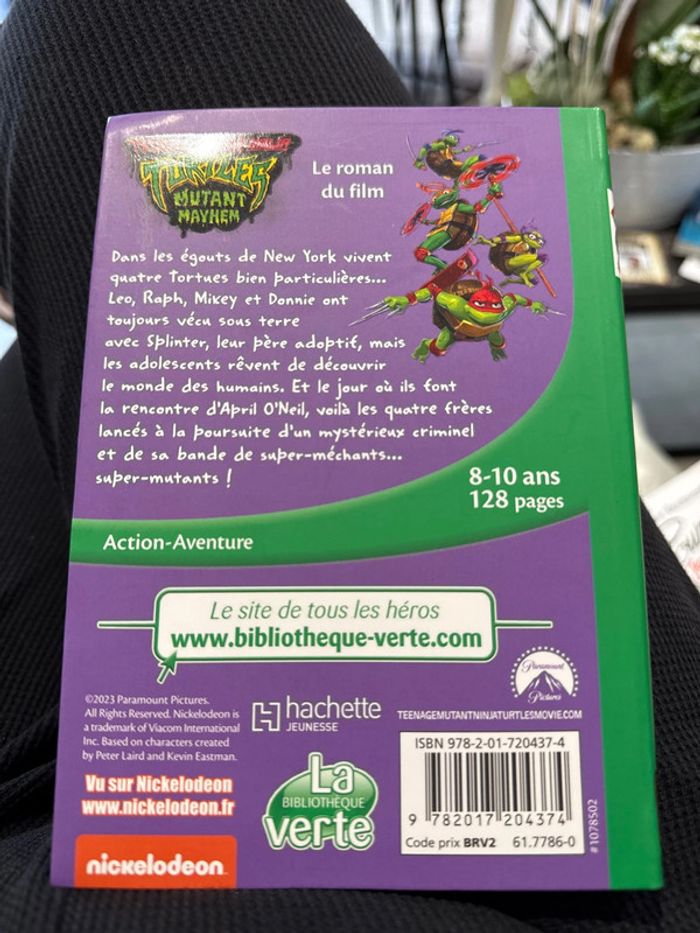 TURTLES
MUTANT
MAYHEM
Le roman
du film
Dans les égouts de New York vivent
quatre Tortues bien particulières...
Leo, Raph, Mikey et Donnie ont
toujours vécu sous terre
avec Splinter, leur père adoptif, mais
les adolescents rêvent de découvrir
le monde des humains. Et le jour où ils font
la rencontre d'April O'Neil, voilà les quatre frères
lancés à la poursuite d'un mystérieux criminel
et de sa bande de super-méchants...
super-mutants !
8-10 ans
128 pages
Action-Aventure
Le site de tous les héros
www.bibliotheque-verte.com
©2023 Paramount Pictures.
All Rights Reserved. Nickelodeon is
a trademark of Viacom International
Inc. Based on characters created
by Peter Laird and Kevin Eastman.
Vu sur Nickelodeon
www.nickelodeon.fr
nickelodeon
hachette
JEUNESSE
La
BIBLIOTHÈQUE
verte
Paramount
Pictures
TEENAGEMUTANTNINJATURTLESMOVIE.COM
ISBN 978-2-01-720437-4
9 782017 204374
Code prix BRV2 61.7786-0
#1078502